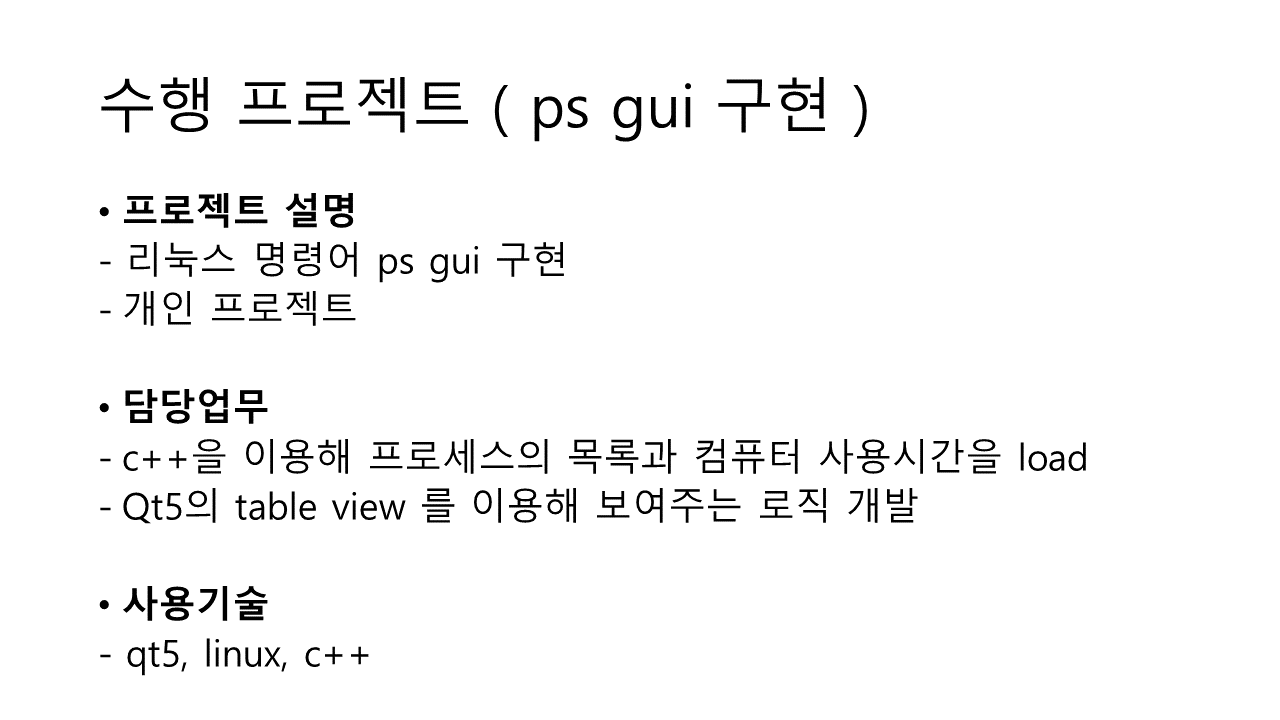 수행 프로젝트 ( ps gui 구현 )
• 프로젝트 설명
- 리눅스 명령어 ps gui 구현
- 개인 프로젝트
• 담당업무
- c++을 이용해 프로세스의 목록과 컴퓨터 사용시간을 load
- Qt5의 table view 를 이용해 보여주는 로직 개발
• 사용기술
- qt5, linux, c++